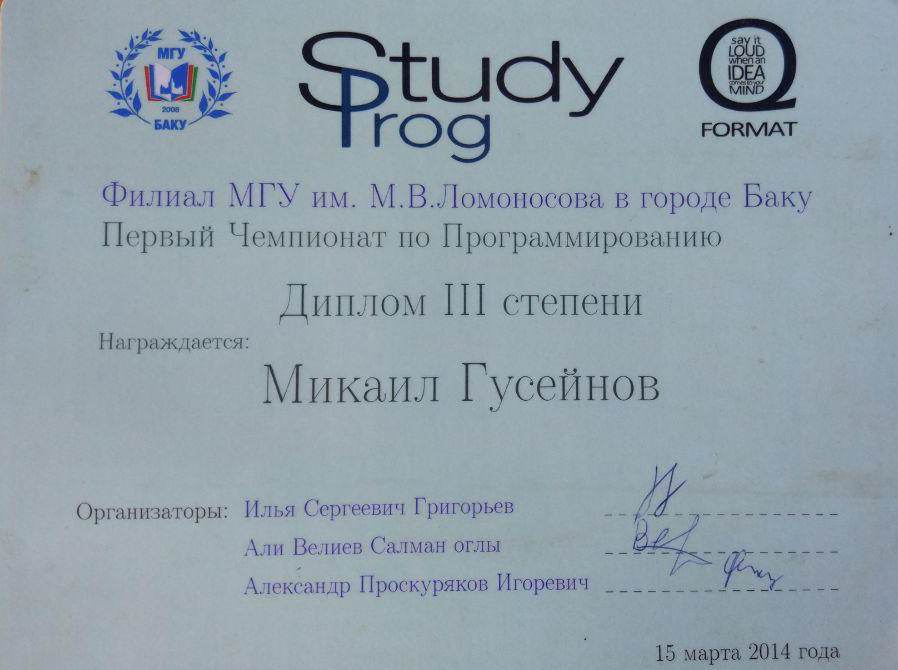 МГУ
2008
БАКУ
Study
Prog
say it
LOUD
when an
IDEA
comes to your
MIND
FORMAT
Филиал МГУ им. М.В.Ломоносова в городе Баку
Первый Чемпионат по Программированию
Диплом III степени
Награждается:
Микаил Гусейнов
Организаторы: Илья Сергеевич Григорьев
Али Велиев Салман оглы
Александр Проскуряков Игоревич
15 марта 2014 года